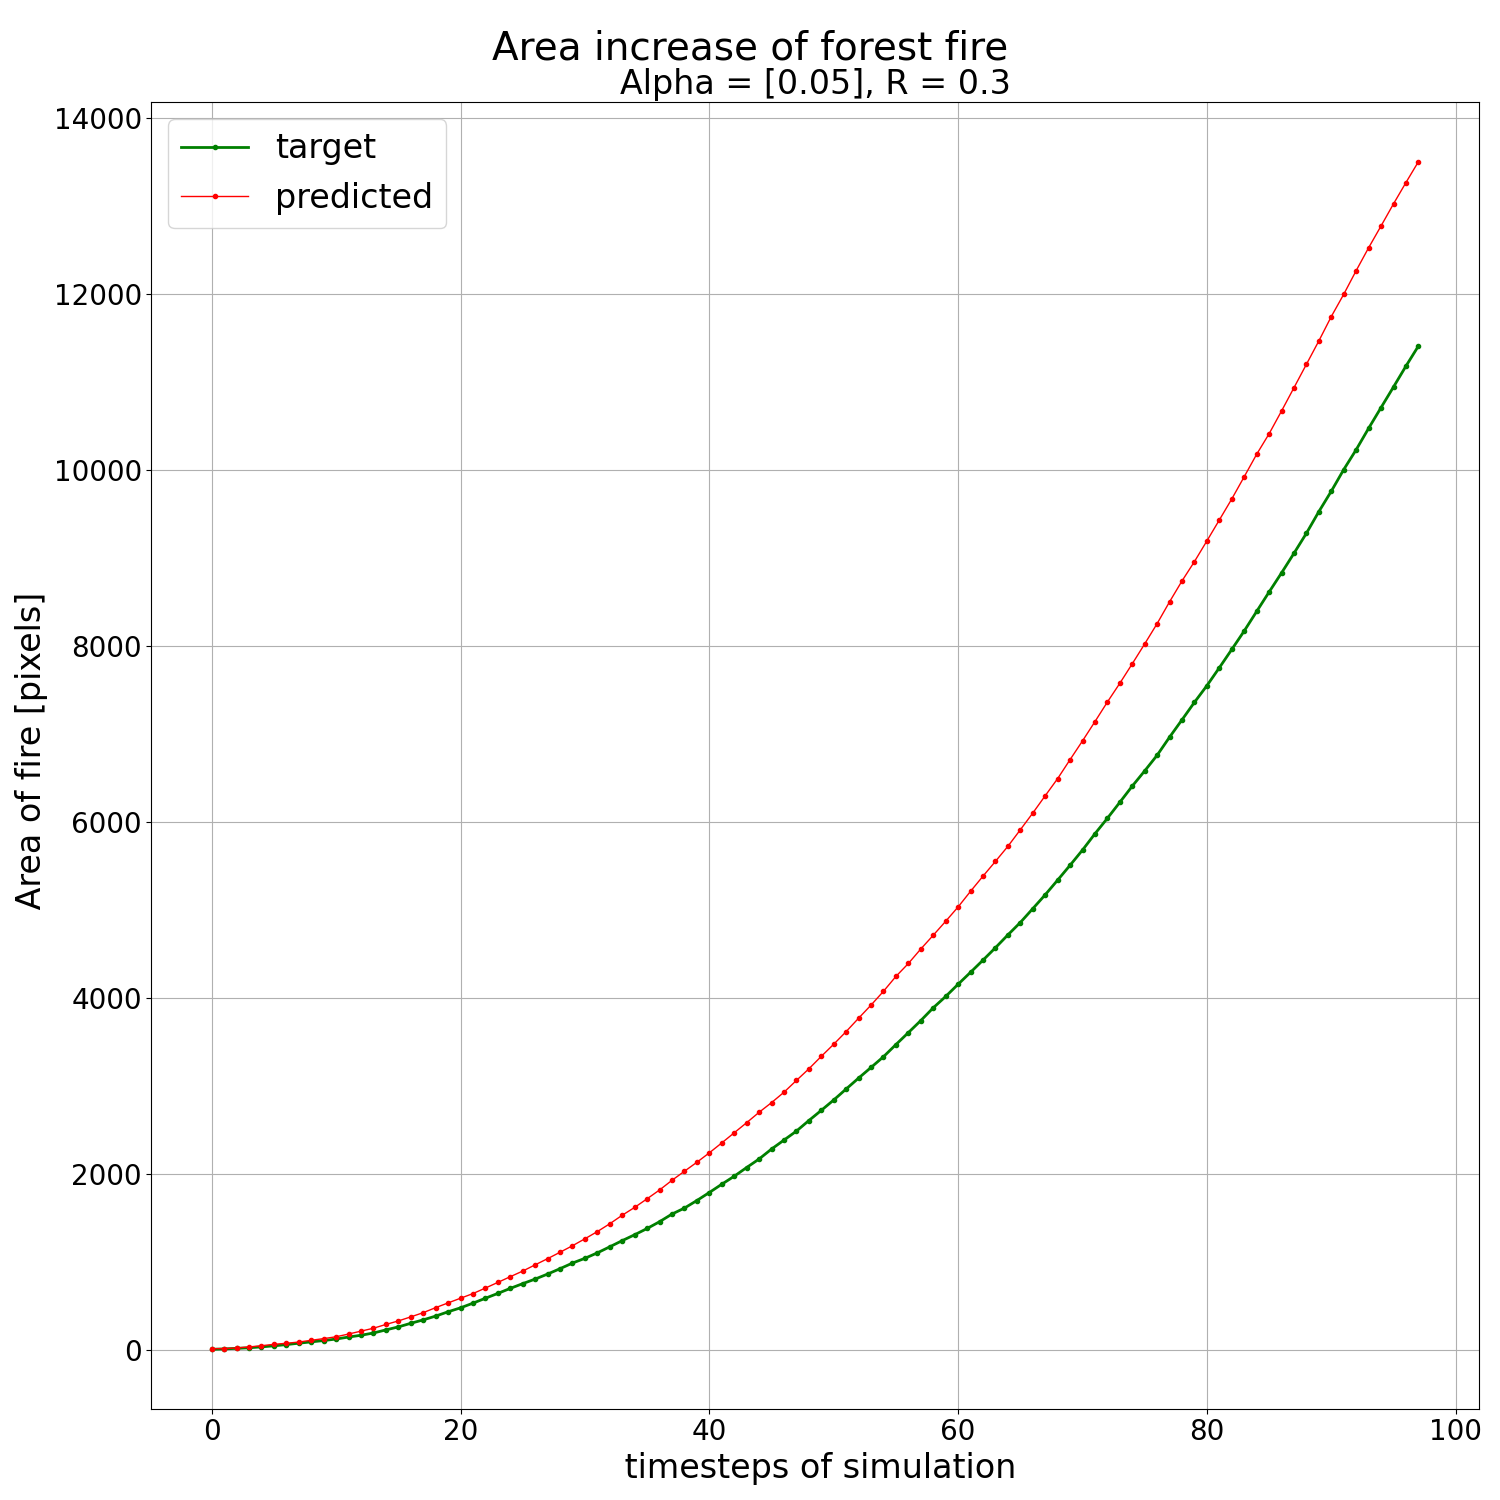 Area increase of forest fire
Alpha = [0.05], R = 0.3
target
predicted
14000
12000
10000
8000
6000
4000
2000
0
Area of fire [pixels]
0 20 40 60 80 100
timesteps of simulation